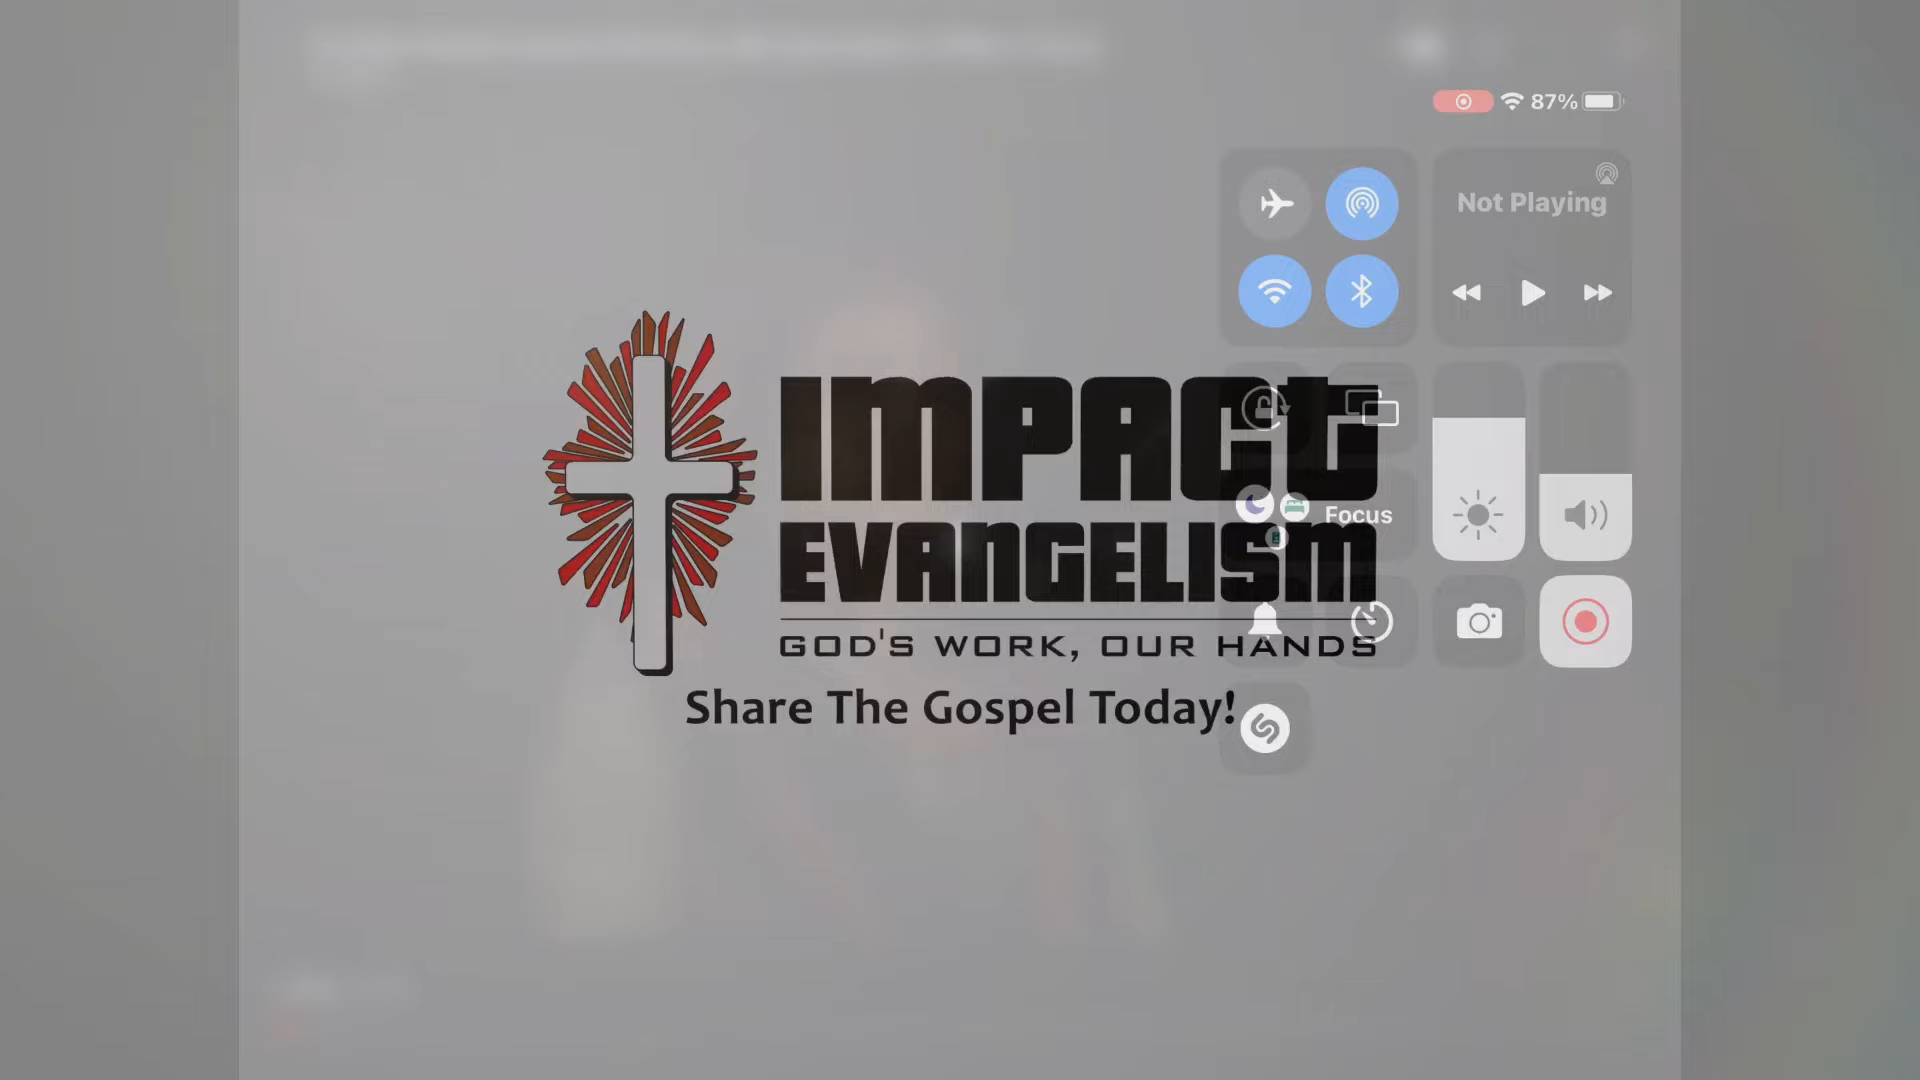 87%
Not Playing
IMPACT
EVANGELISM
Focus
GOD'S WORK, OUR HANDS
Share The Gospel Today!